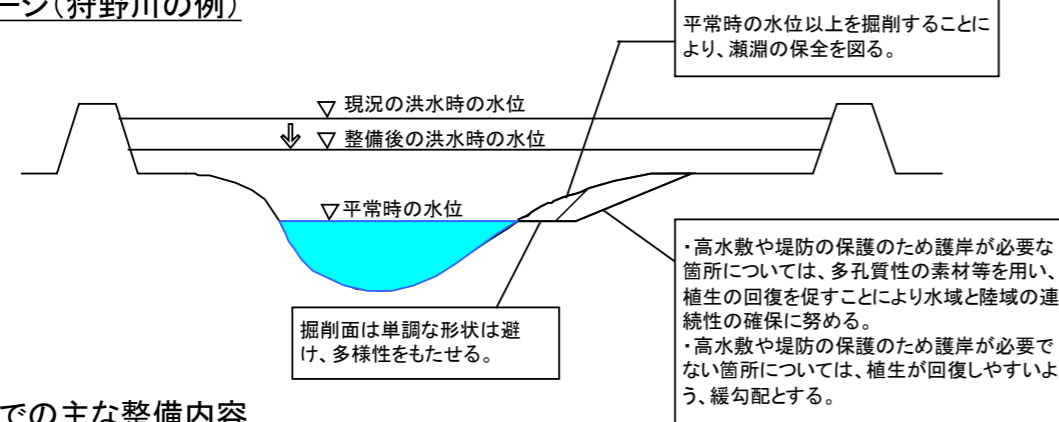 ージ(狩野川の例)
平常時の水位以上を掘削することに
より、瀬淵の保全を図る。
▽ 現況の洪水時の水位
▽ 整備後の洪水時の水位
▽平常時の水位
・高水敷や堤防の保護のため護岸が必要な
箇所については、多孔質性の素材等を用い、
植生の回復を促すことにより水域と陸域の連
続性の確保に努める。
・高水敷や堤防の保護のため護岸が必要で
ない箇所については、植生が回復しやすいよ
う、緩勾配とする。
掘削面は単調な形状は避
け、多様性をもたせる。
での主な整備内容